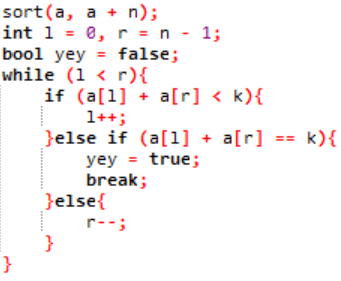 sort(a, a + n);
int l = 0, r = n - 1;
bool yey = false;
while (l < r){
    if (a[l] + a[r] < k){
        l++;
    }else if (a[l] + a[r] == k){
        yey = true;
        break;
    }else{
        r--;
    }
}